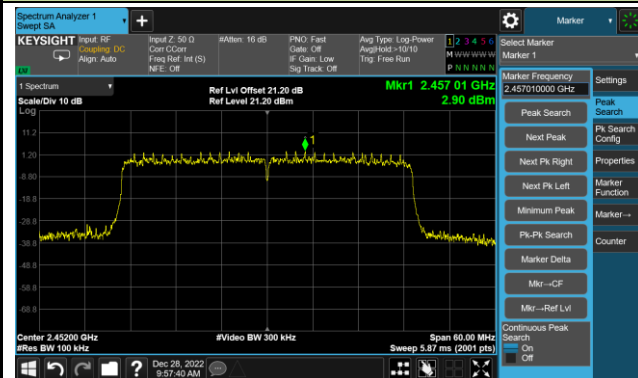 Spectrum Analyzer 1
Swept SA
Marker
KEYSIGHT
Input: RF
Coupling: DC
Align: Auto
Input Z: 50 Ω
Corr CCorr
Freq Ref: Int (S)
NFE: Off
#Atten: 16 dB
PNO: Fast
Gate: Off
IF Gain: Low
Sig Track: Off
Avg Type: Log-Power
Avg|Hold:>10/10
Trig: Free Run
1 2 3 4 5 6
M W W W W W
P N N N N N
Select Marker
Marker 1
LW
1 Spectrum
Scale/Div 10 dB
Log
Ref Lvl Offset 21.20 dB
Ref Level 21.20 dBm
Mkr1 2.457 01 GHz
2.90 dBm
11.2
1.20
-8.80
-18.8
-28.8
-38.8
-48.8
-58.8
-68.8
1
Center 2.45200 GHz
#Res BW 100 kHz
#Video BW 300 kHz
Span 60.00 MHz
Sweep 5.87 ms (2001 pts)
Marker Frequency
2.457010000 GHz
Peak Search
Next Peak
Next Pk Right
Next Pk Left
Minimum Peak
Pk-Pk Search
Marker Delta
Mkr→CF
Mkr→Ref Lvl
Continuous Peak
Search
On
Off
Settings
Peak
Search
Pk Search
Config
Properties
Marker
Function
Marker→
Counter
?
Dec 28, 2022
9:57:40 AM